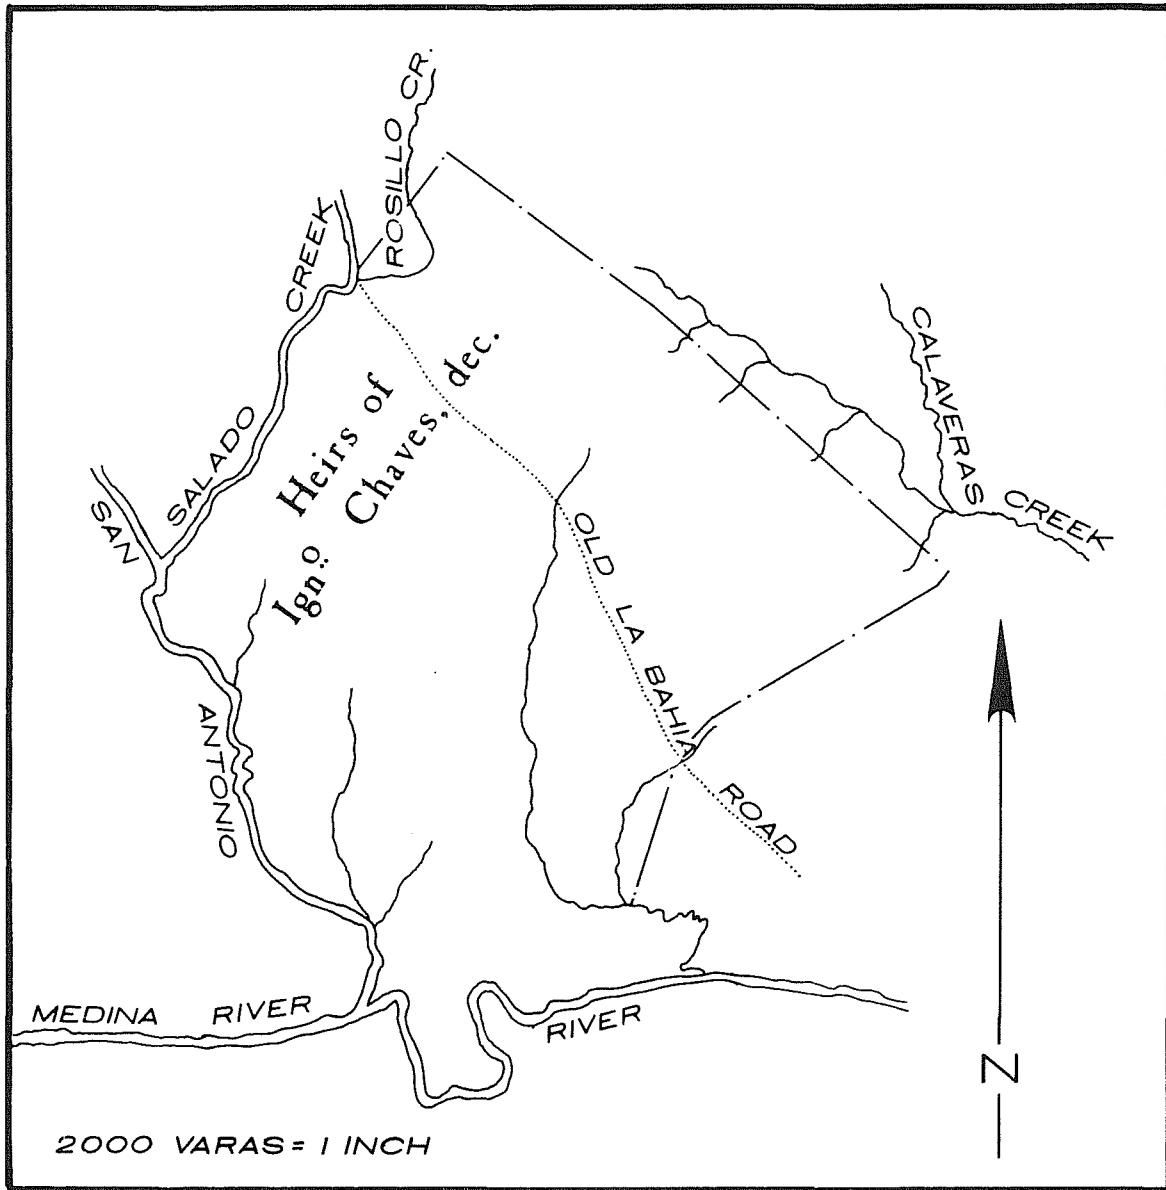 ROSILLO CR.
SALADO CREEK
CALAVERAS CREEK
Heirs of
Ign.º Chaves, dec.
OLD LA BAHIA ROAD
SAN ANTONIO RIVER
MEDINA RIVER
N
2000 VARAS = 1 INCH